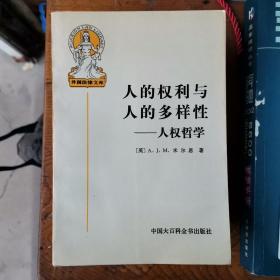 外国法律文库
人的权利与
人的多样性
——人权哲学
[英] A. J. M. 米尔恩 著
中国大百科全书出版社